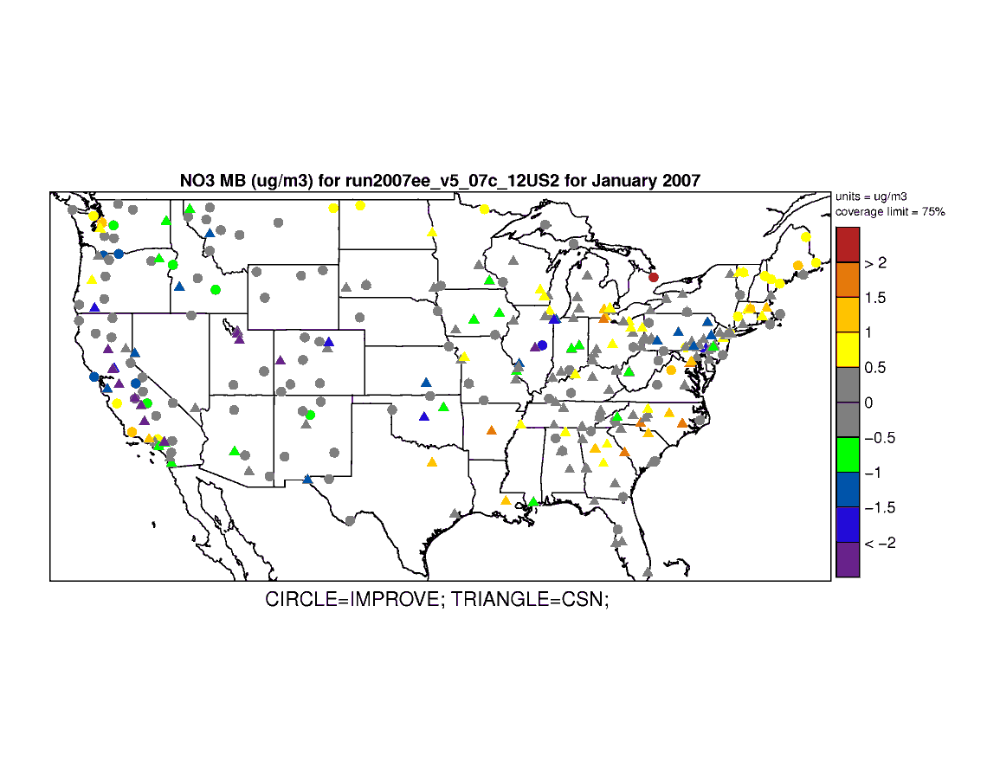 NO3 MB (ug/m3) for run2007ee_v5_07c_12US2 for January 2007
units = ug/m3
coverage limit = 75%
> 2
1.5
1
0.5
0
−0.5
−1
−1.5
< −2
CIRCLE=IMPROVE; TRIANGLE=CSN;